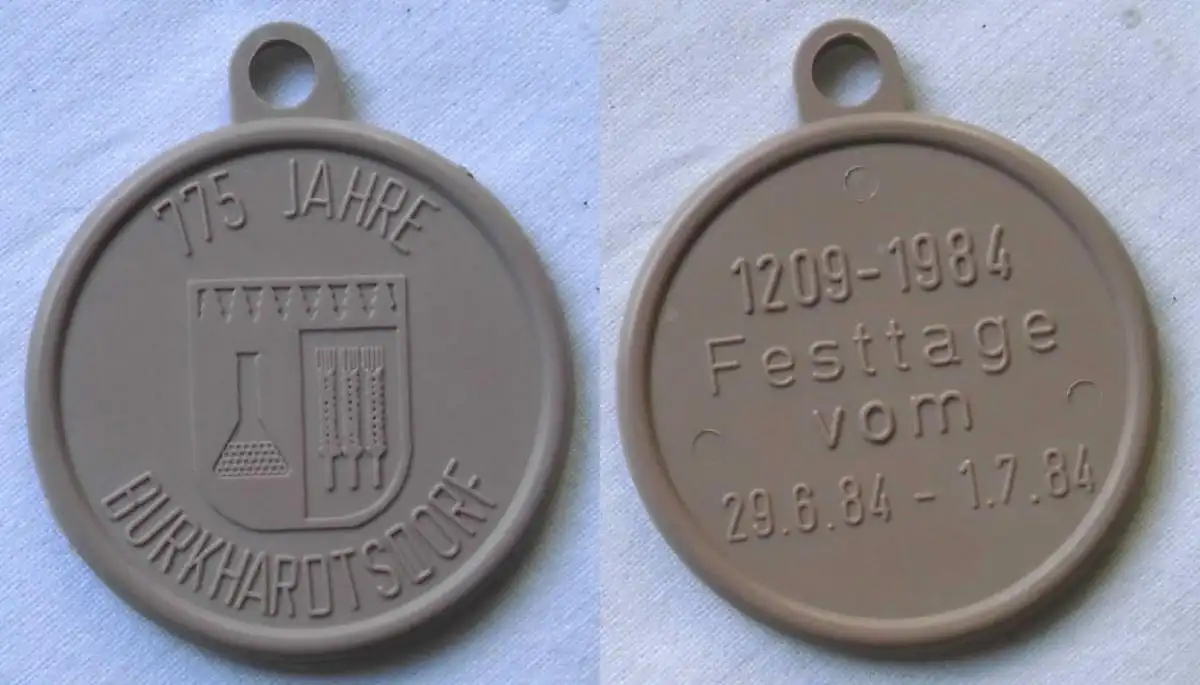 775 JAHRE
BURKHARDTSDORF
1209-1984
Festtage
vom
29.6.84 - 1.7.84